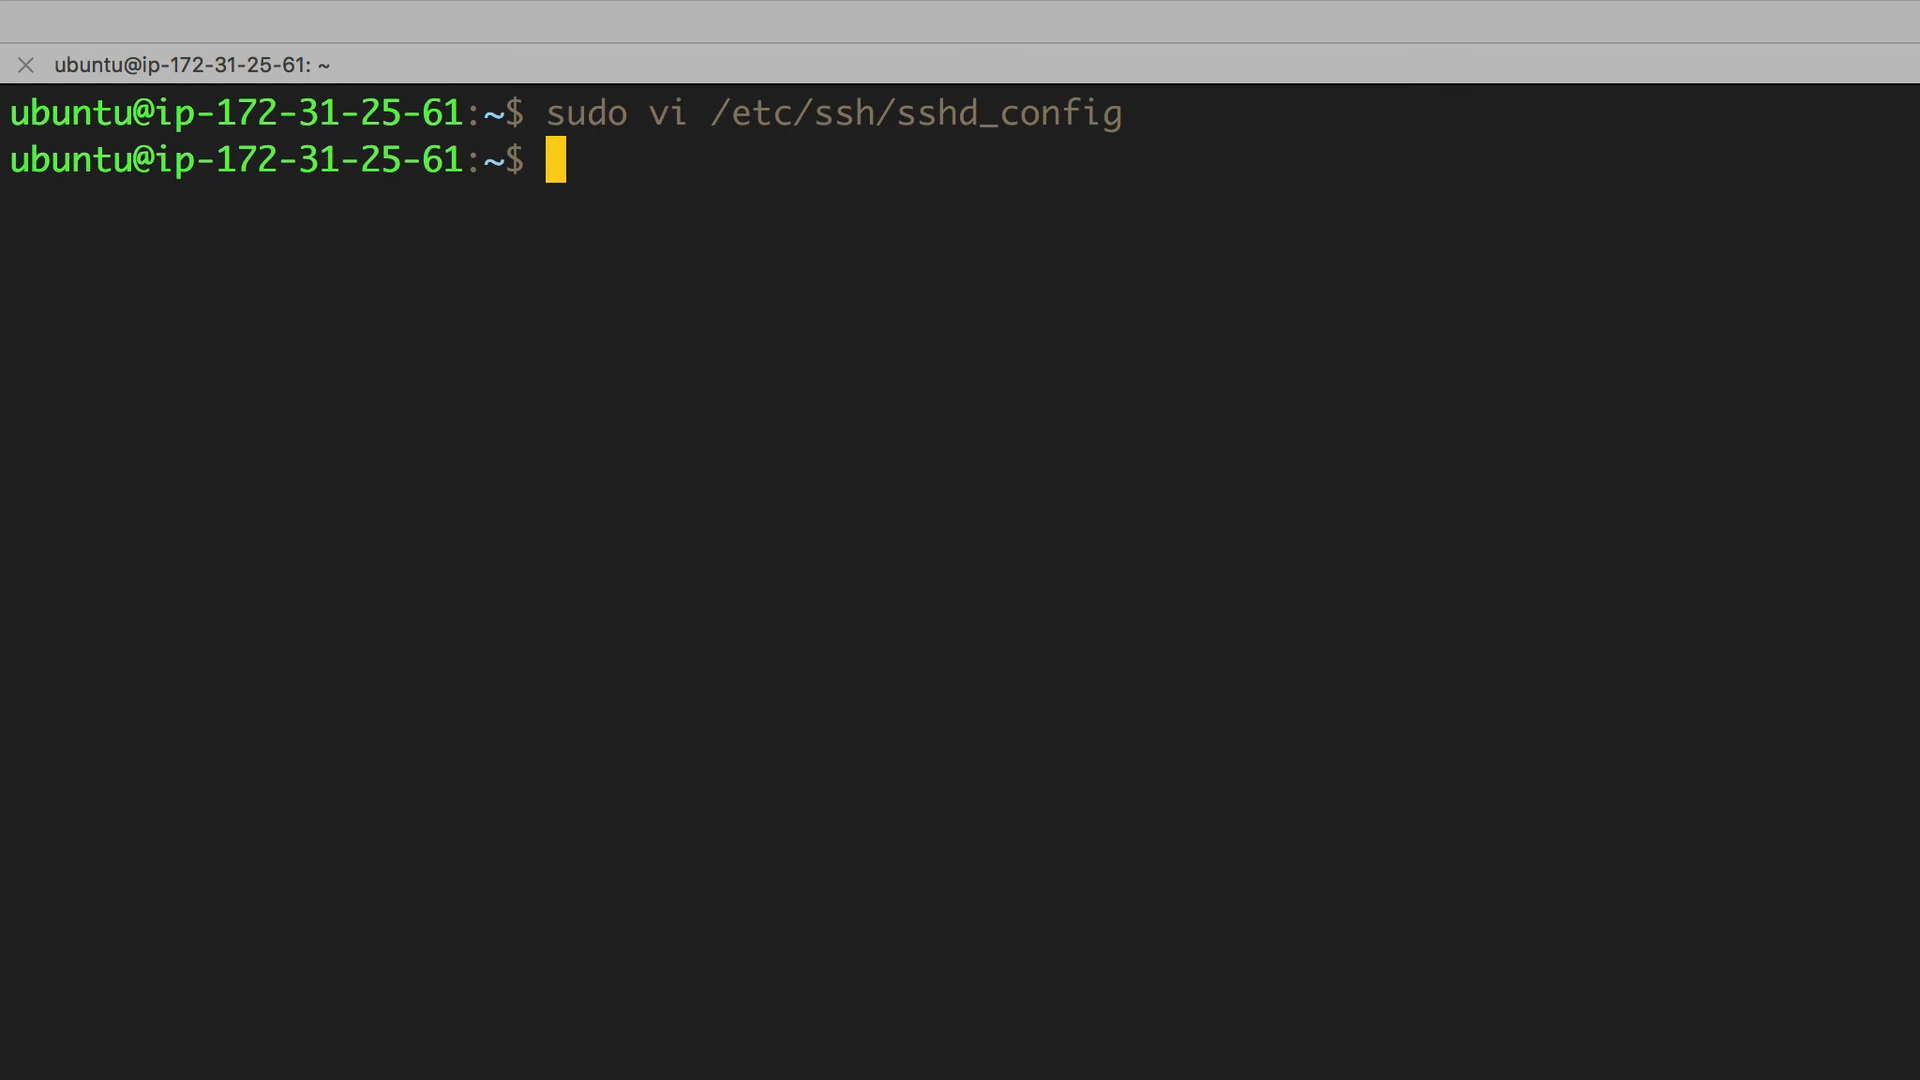 ubuntu@ip-172-31-25-61: ~
ubuntu@ip-172-31-25-61:~$ sudo vi /etc/ssh/sshd_config
ubuntu@ip-172-31-25-61:~$